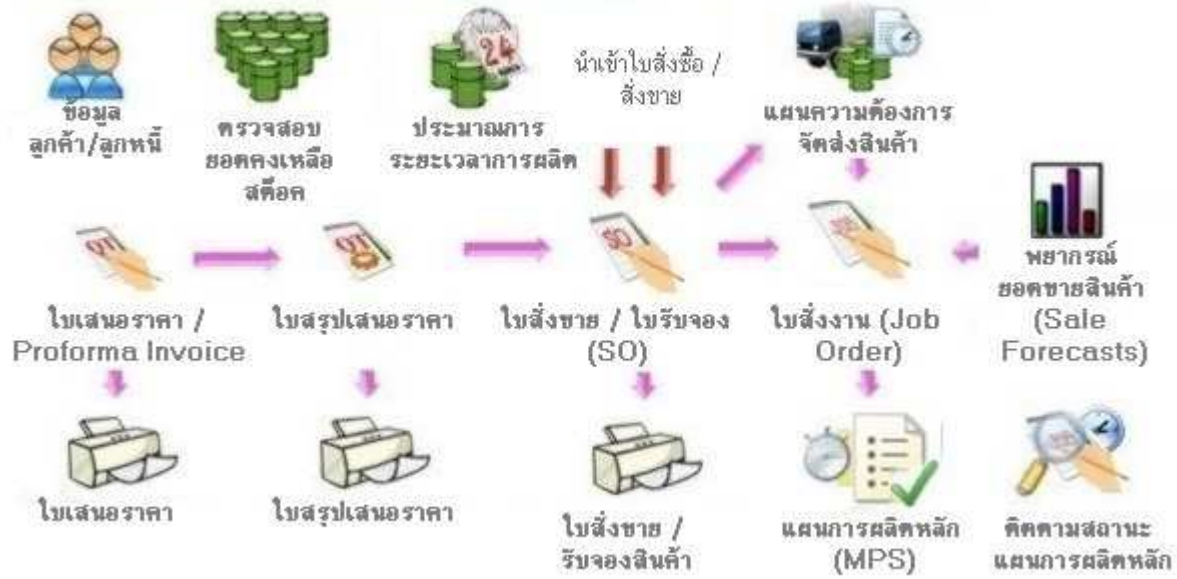 24
ข้อมูล
ลูกค้า/ลูกหนี้
ตรวจสอบ
ยอดคงเหลือ
สต๊อค
ประมาณการ
ระยะเวลาการผลิต
นำเข้าใบสั่งซื้อ /
สั่งขาย
แผนความต้องการ
จัดส่งสินค้า
QT
QT
SO
พยากรณ์
ยอดขายสินค้า
(Sale
Forecasts)
ใบเสนอราคา /
Proforma Invoice
ใบสรุปเสนอราคา
ใบสั่งขาย / ใบรับจอง
(SO)
ใบสั่งงาน (Job
Order)
ใบเสนอราคา
ใบสรุปเสนอราคา
ใบสั่งขาย /
รับจองสินค้า
แผนการผลิตหลัก
(MPS)
ติดตามสถานะ
แผนการผลิตหลัก